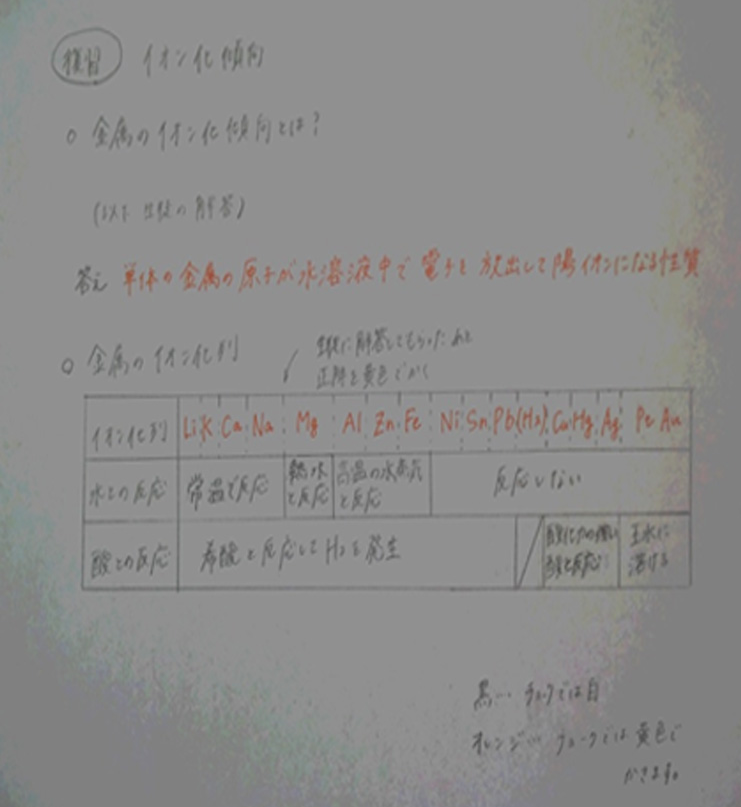 復習 イオン化傾向
○ 金属のイオン化傾向とは?
(以下 生徒の解答)
答え 単体の金属の原子が水溶液中で電子を放出して陽イオンになる性質
○ 金属のイオン化列
生徒に解答してもらったあと
正解を黄色でかく
イオン化列 Li K Ca Na Mg Al Zn Fe Ni Sn Pb (H2) Cu Hg Ag Pt Au
水との反応 常温で反応 熱水と反応 高温の水蒸気と反応 反応しない
酸との反応 希酸と反応してH2を発生 酸化力の強い酸と反応 王水に溶ける
黒… チョークでは白
オレンジ… チョークでは黄色で
かきます。